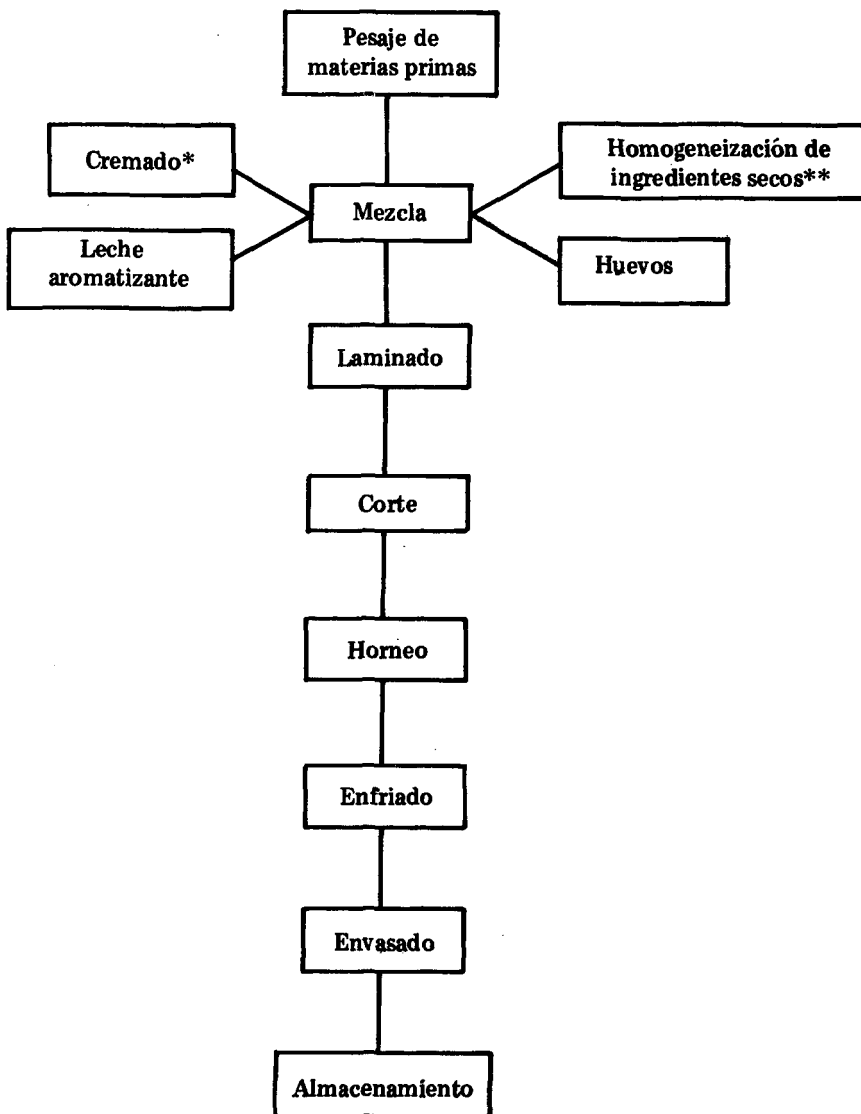 Pesaje de
materias primas
Cremado*
Homogeneización de
ingredientes secos**
Mezcla
Leche
aromatizante
Huevos
Laminado
Corte
Horneo
Enfriado
Envasado
Almacenamiento